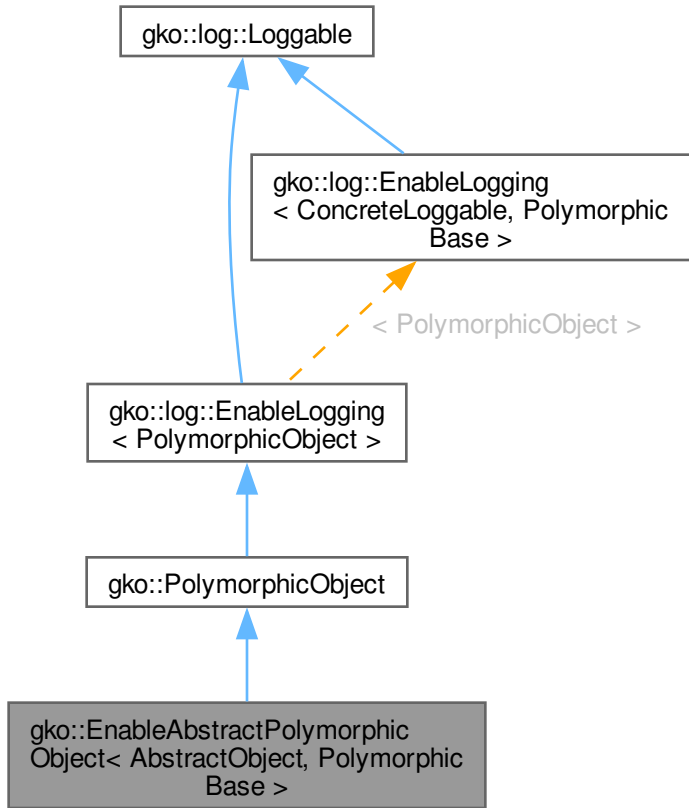 gko::log::Loggable
gko::log::EnableLogging
< ConcreteLoggable, Polymorphic
Base >
< PolymorphicObject >
gko::log::EnableLogging
< PolymorphicObject >
gko::PolymorphicObject
gko::EnableAbstractPolymorphic
Object< AbstractObject, Polymorphic
Base >